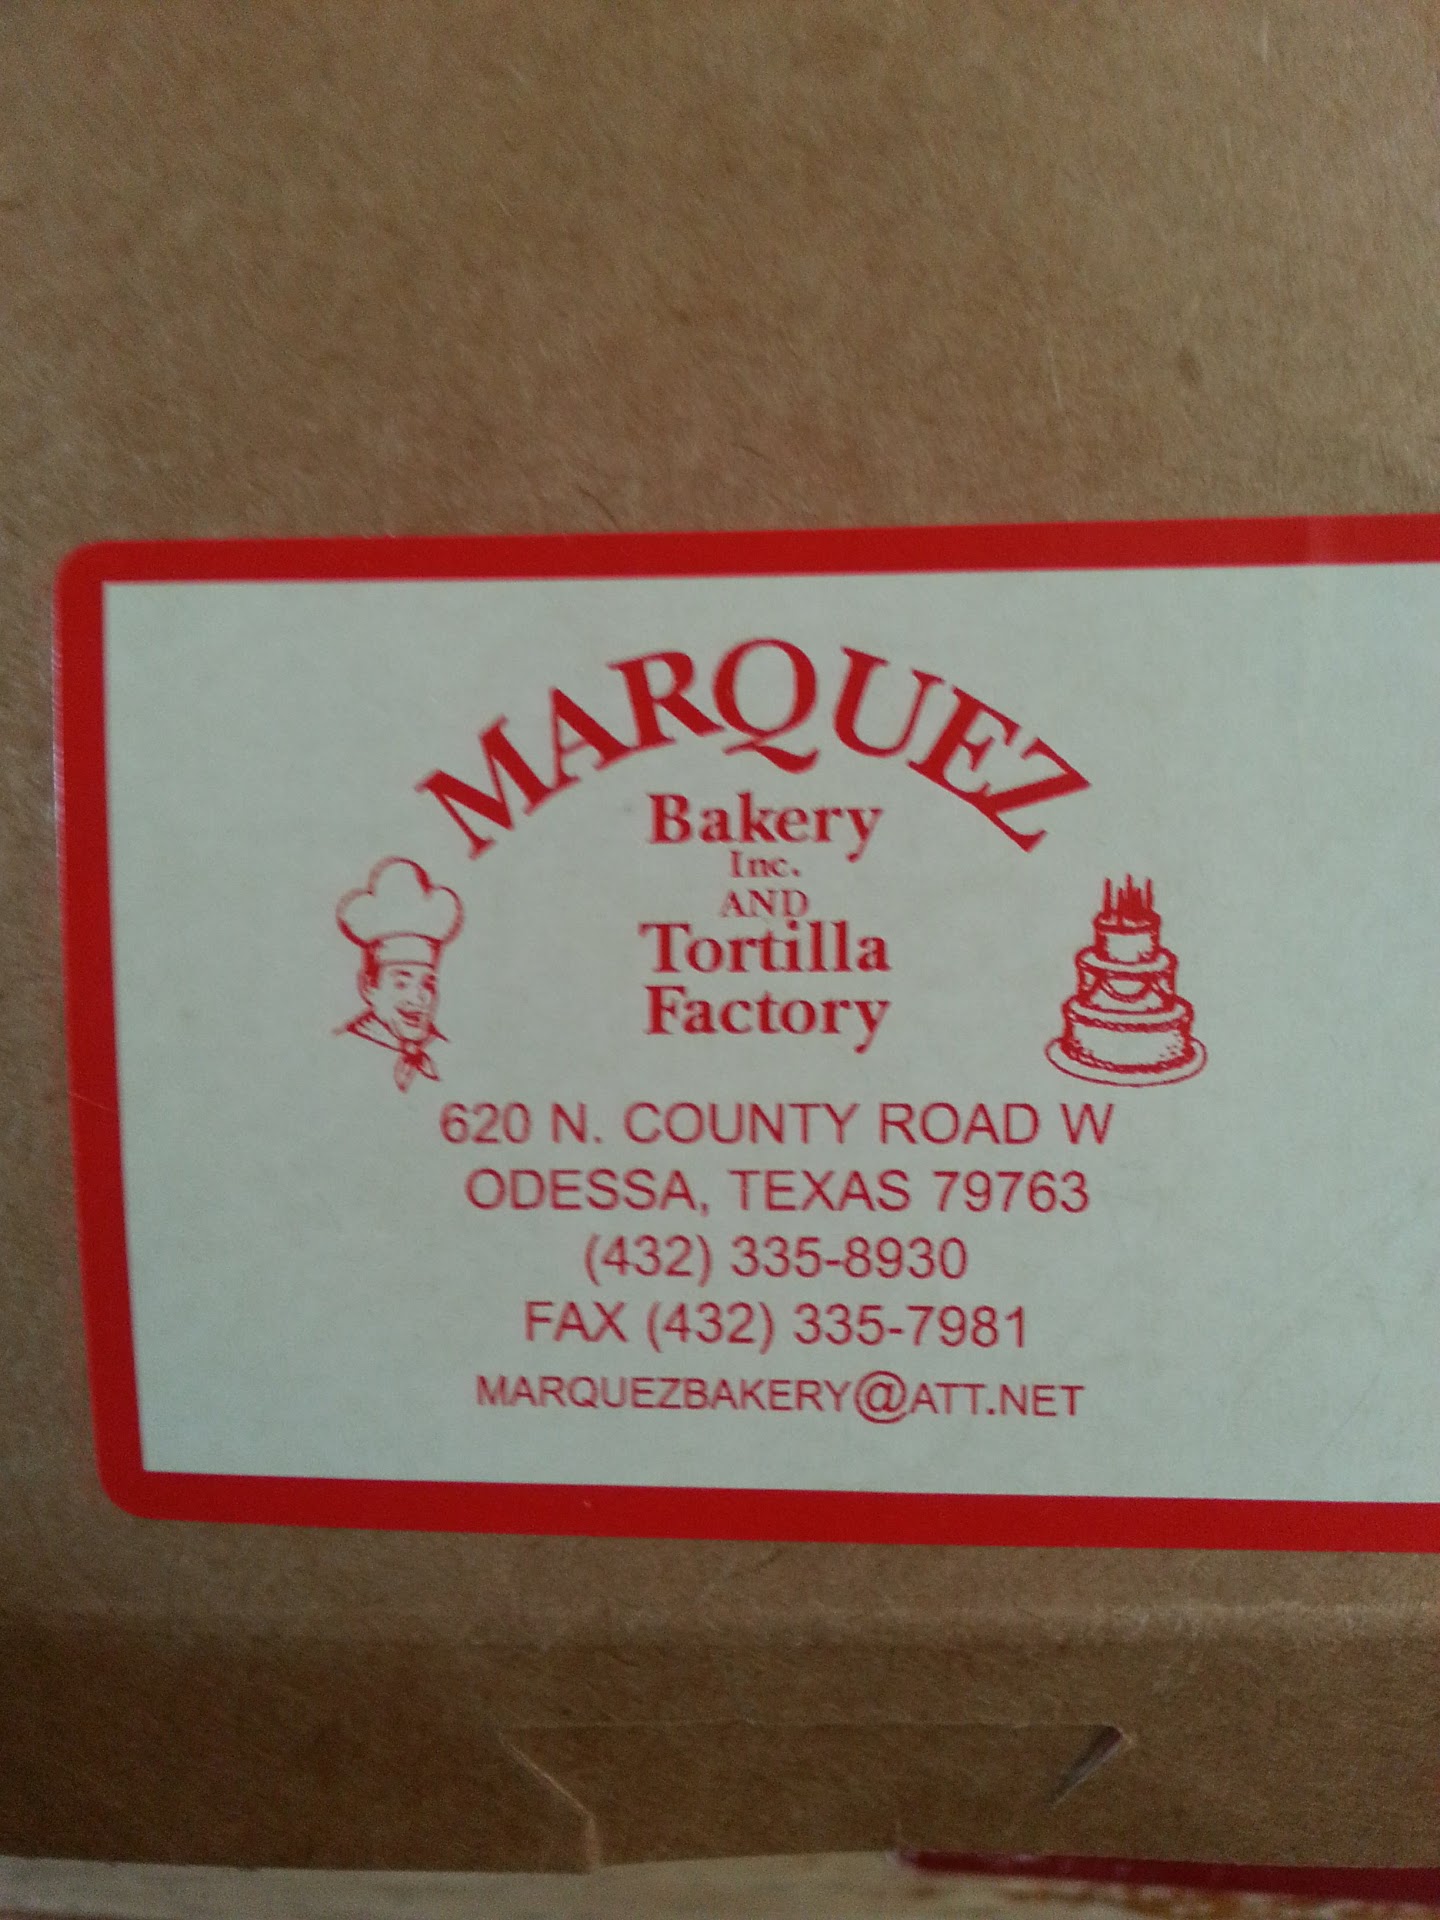 MARQUEZ
Bakery
Inc.
AND
Tortilla
Factory
620 N. COUNTY ROAD W
ODESSA, TEXAS 79763
(432) 335-8930
FAX (432) 335-7981
MARQUEZBAKERY@ATT.NET